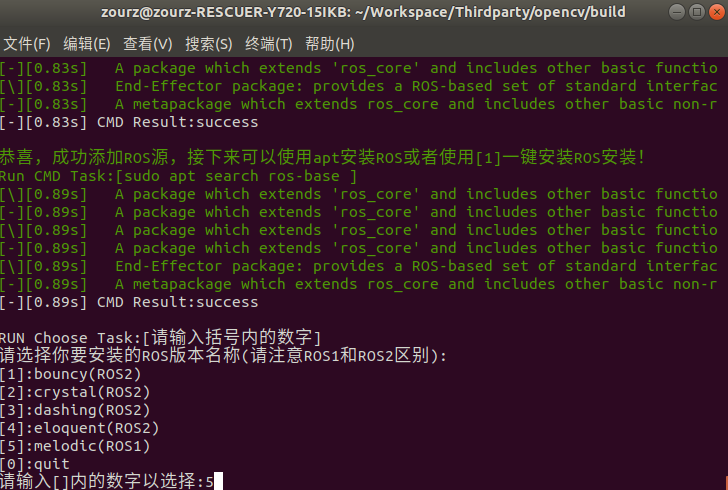 zourz@zourz-RESCUER-Y720-15IKB: ~/Workspace/Thirdparty/opencv/build
文件(F) 编辑(E) 查看(V) 搜索(S) 终端(T) 帮助(H)
[-][0.83s] A package which extends 'ros_core' and includes other basic functio
[\][0.83s] End-Effector package: provides a ROS-based set of standard interfac
[-][0.83s] A metapackage which extends ros_core and includes other basic non-r
[-][0.83s] CMD Result:success
恭喜，成功添加ROS源，接下来可以使用apt安装ROS或者使用[1]一键安装ROS安装！
Run CMD Task:[sudo apt search ros-base ]
[\][0.89s] A package which extends 'ros_core' and includes other basic functio
[-][0.89s] A package which extends 'ros_core' and includes other basic functio
[\][0.89s] A package which extends 'ros_core' and includes other basic functio
[-][0.89s] A package which extends 'ros_core' and includes other basic functio
[\][0.89s] End-Effector package: provides a ROS-based set of standard interfac
[-][0.89s] A metapackage which extends ros_core and includes other basic non-r
[-][0.89s] CMD Result:success
RUN Choose Task:[请输入括号内的数字]
请选择你要安装的ROS版本名称(请注意ROS1和ROS2区别):
[1]:bouncy(ROS2)
[2]:crystal(ROS2)
[3]:dashing(ROS2)
[4]:eloquent(ROS2)
[5]:melodic(ROS1)
[0]:quit
请输入[]内的数字以选择:5